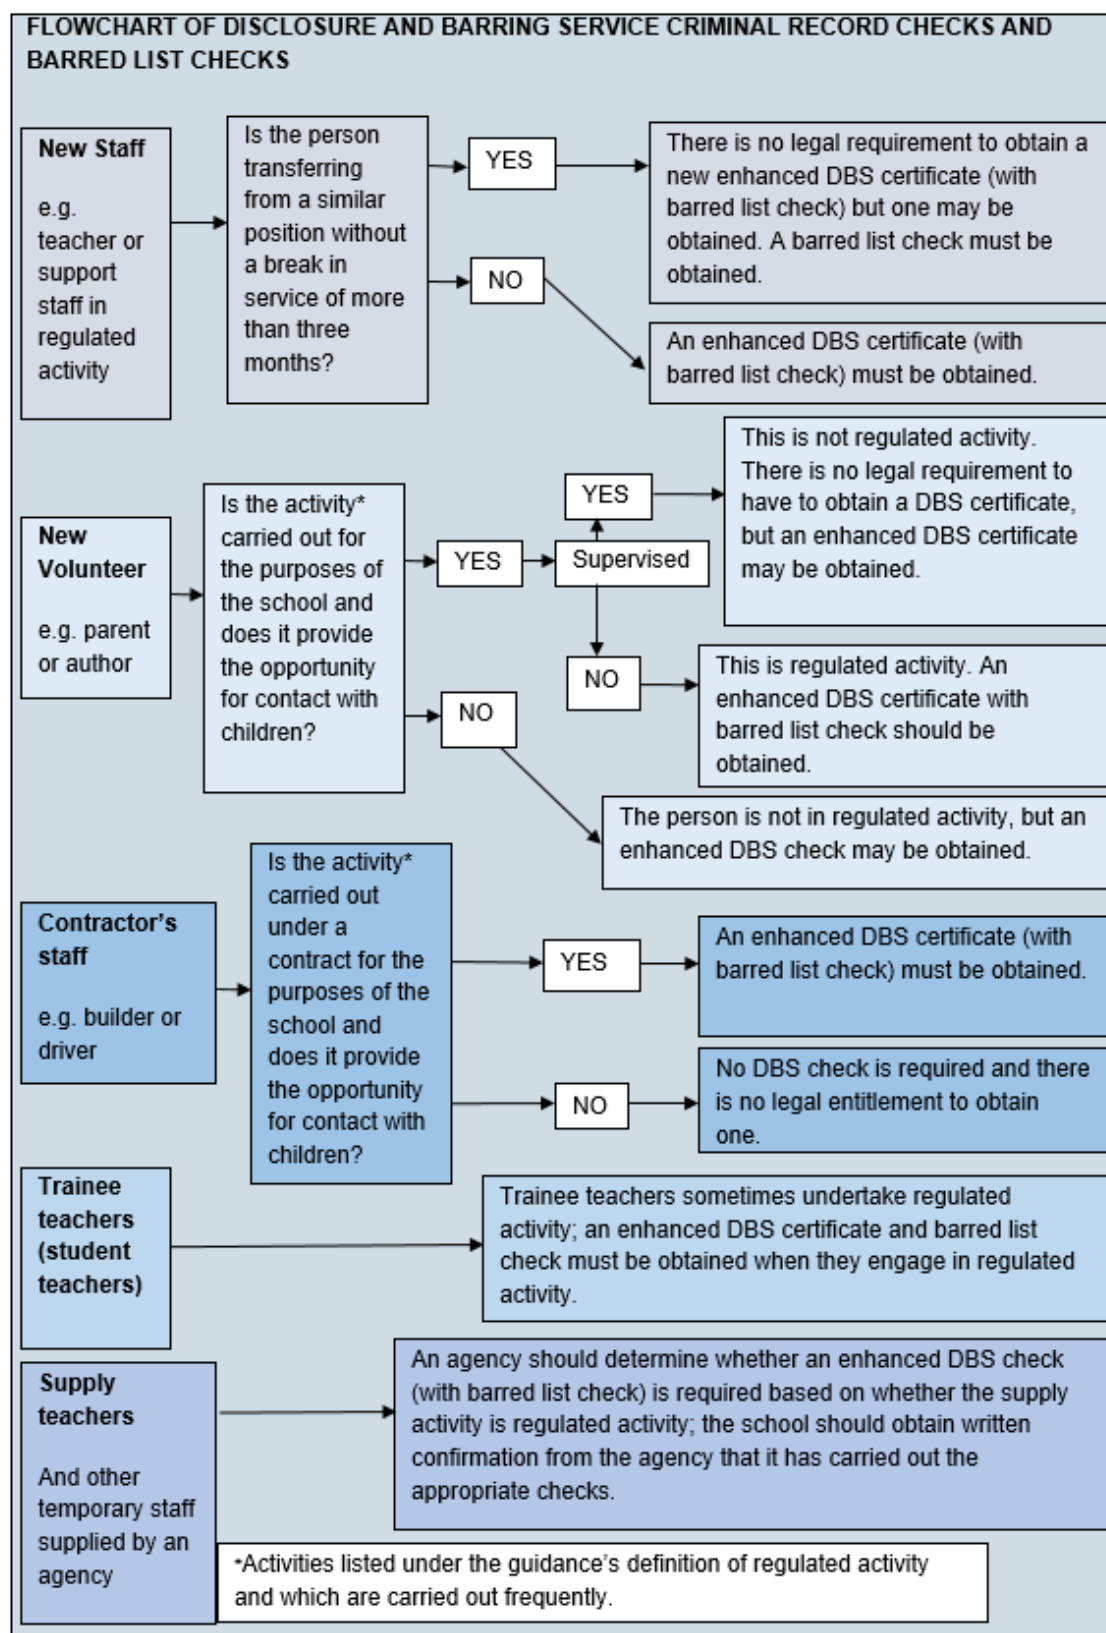 FLOWCHART OF DISCLOSURE AND BARRING SERVICE CRIMINAL RECORD CHECKS AND
BARRED LIST CHECKS
New Staff
e.g.
teacher or
support
staff in
regulated
activity
Is the person
transferring
from a similar
position without
a break in
service of more
than three
months?
YES
There is no legal requirement to obtain a
new enhanced DBS certificate (with
barred list check) but one may be
obtained. A barred list check must be
obtained.
NO
An enhanced DBS certificate (with
barred list check) must be obtained.
New
Volunteer
e.g. parent
or author
Is the activity*
carried out for
the purposes of
the school and
does it provide
the opportunity
for contact with
children?
YES
Supervised
YES
This is not regulated activity.
There is no legal requirement to
have to obtain a DBS certificate,
but an enhanced DBS certificate
may be obtained.
NO
This is regulated activity. An
enhanced DBS certificate with
barred list check should be
obtained.
NO
The person is not in regulated activity, but an
enhanced DBS check may be obtained.
Contractor's
staff
e.g. builder or
driver
Is the activity*
carried out
under a
contract for the
purposes of the
school and
does it provide
the opportunity
for contact with
children?
YES
An enhanced DBS certificate (with
barred list check) must be obtained.
NO
No DBS check is required and there
is no legal entitlement to obtain
one.
Trainee
teachers
(student
teachers)
Trainee teachers sometimes undertake regulated
activity; an enhanced DBS certificate and barred list
check must be obtained when they engage in regulated
activity.
Supply
teachers
And other
temporary staff
supplied by an
agency
An agency should determine whether an enhanced DBS check
(with barred list check) is required based on whether the supply
activity is regulated activity; the school should obtain written
confirmation from the agency that it has carried out the
appropriate checks.
*Activities listed under the guidance's definition of regulated activity
and which are carried out frequently.